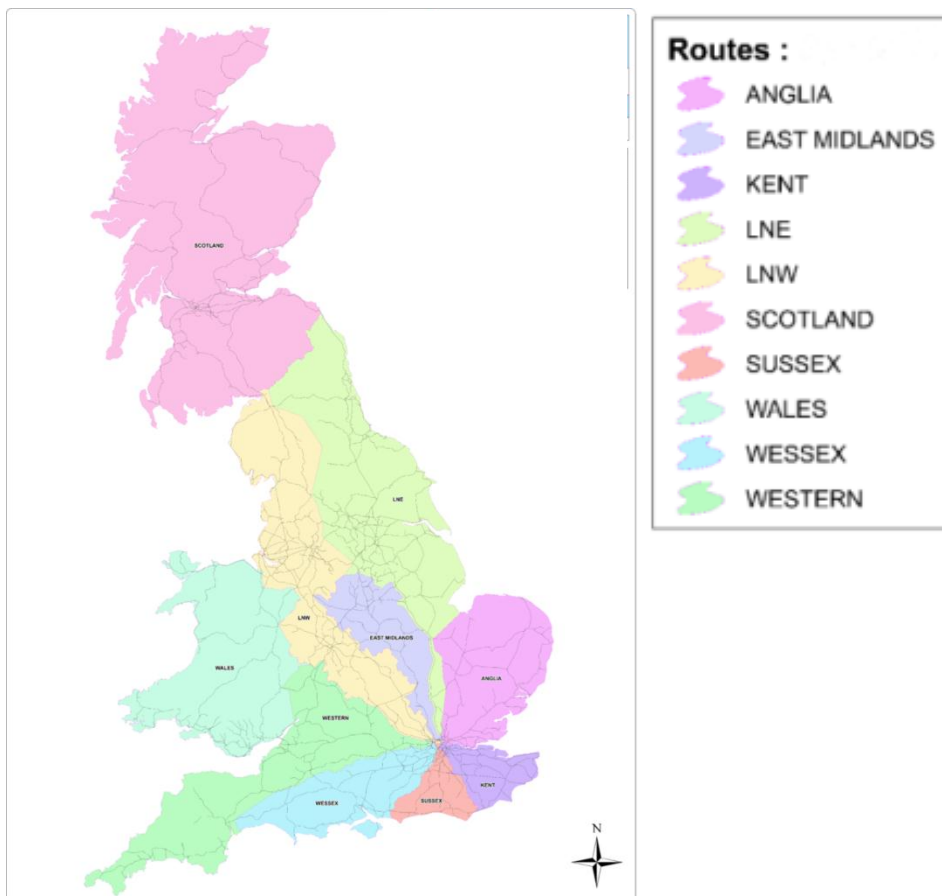 SCOTLAND
LNE
LNW
EAST MIDLANDS
WALES
ANGLIA
WESTERN
KENT
WESSEX
SUSSEX
N
Routes :
ANGLIA
EAST MIDLANDS
KENT
LNE
LNW
SCOTLAND
SUSSEX
WALES
WESSEX
WESTERN